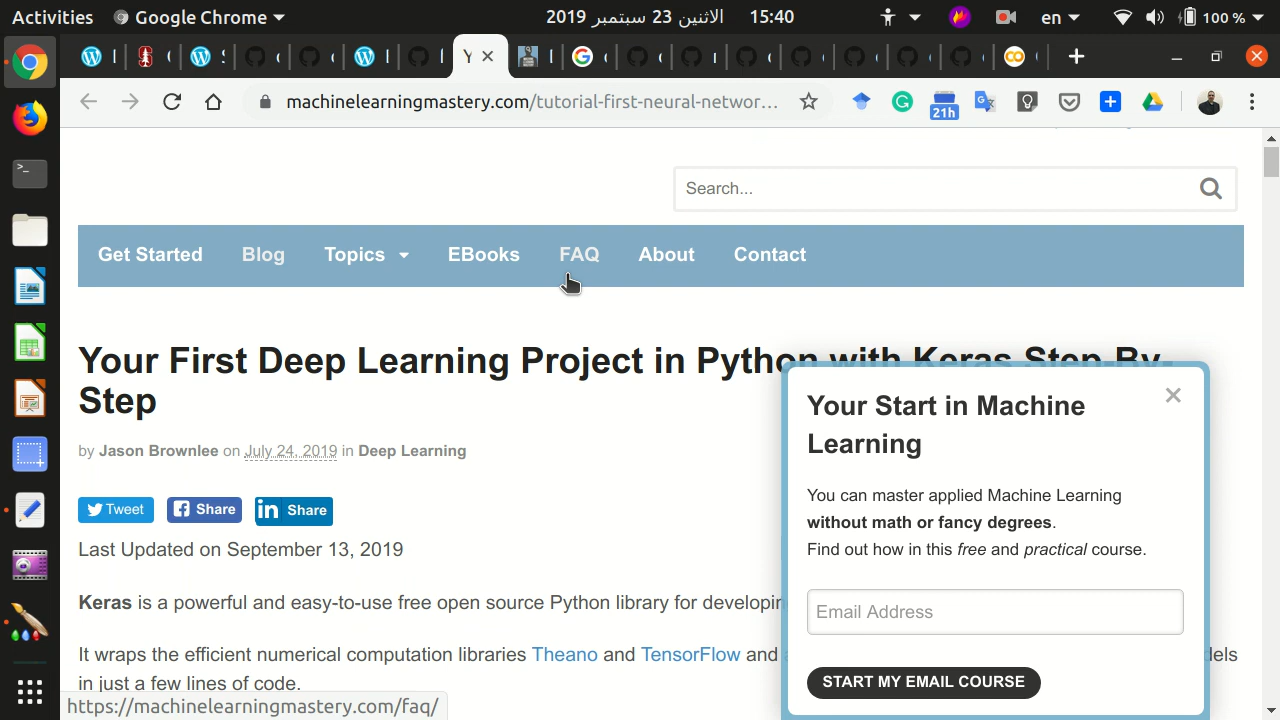 Activities Google Chrome الاثنين 23 سبتمبر 2019 15:40 en 100 %
machinelearningmastery.com/tutorial-first-neural-networ... 21h
Search...
Get Started Blog Topics EBooks FAQ About Contact
Your First Deep Learning Project in Python with Keras Step-By-
Step
by Jason Brownlee on July 24, 2019 in Deep Learning
Tweet Share Share
Last Updated on September 13, 2019
Keras is a powerful and easy-to-use free open source Python library for developin
It wraps the efficient numerical computation libraries Theano and TensorFlow and
in just a few lines of code.
Your Start in Machine
Learning
You can master applied Machine Learning
without math or fancy degrees.
Find out how in this free and practical course.
Email Address
START MY EMAIL COURSE
https://machinelearningmastery.com/faq/